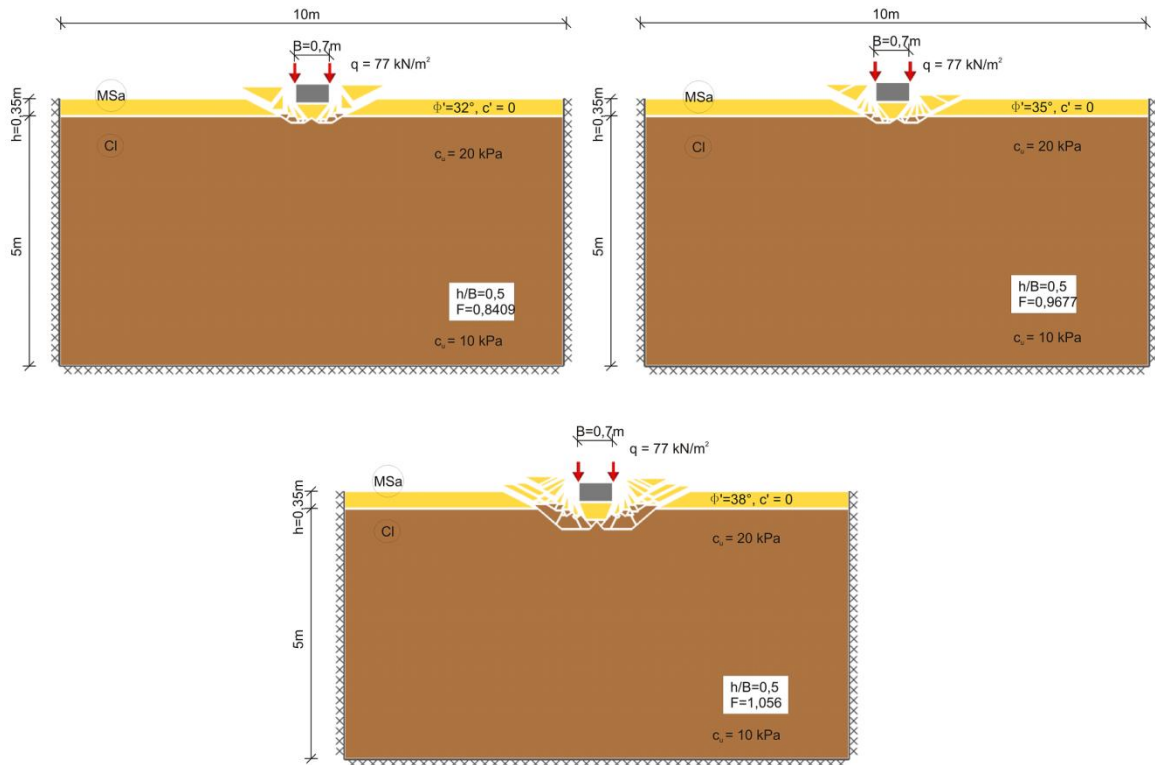 10m
B=0,7m
q = 77 kN/m²
h=0,35m
MSa
Φ'=32°, c' = 0
Cl
cᵤ = 20 kPa
5m
h/B=0,5
F=0,8409
cᵤ = 10 kPa
10m
B=0,7m
q = 77 kN/m²
h=0,35m
MSa
Φ'=35°, c' = 0
Cl
cᵤ = 20 kPa
5m
h/B=0,5
F=0,9677
cᵤ = 10 kPa
B=0,7m
q = 77 kN/m²
MSa
h=0,35m
Φ'=38°, c' = 0
Cl
cᵤ = 20 kPa
5m
h/B=0,5
F=1,056
cᵤ = 10 kPa